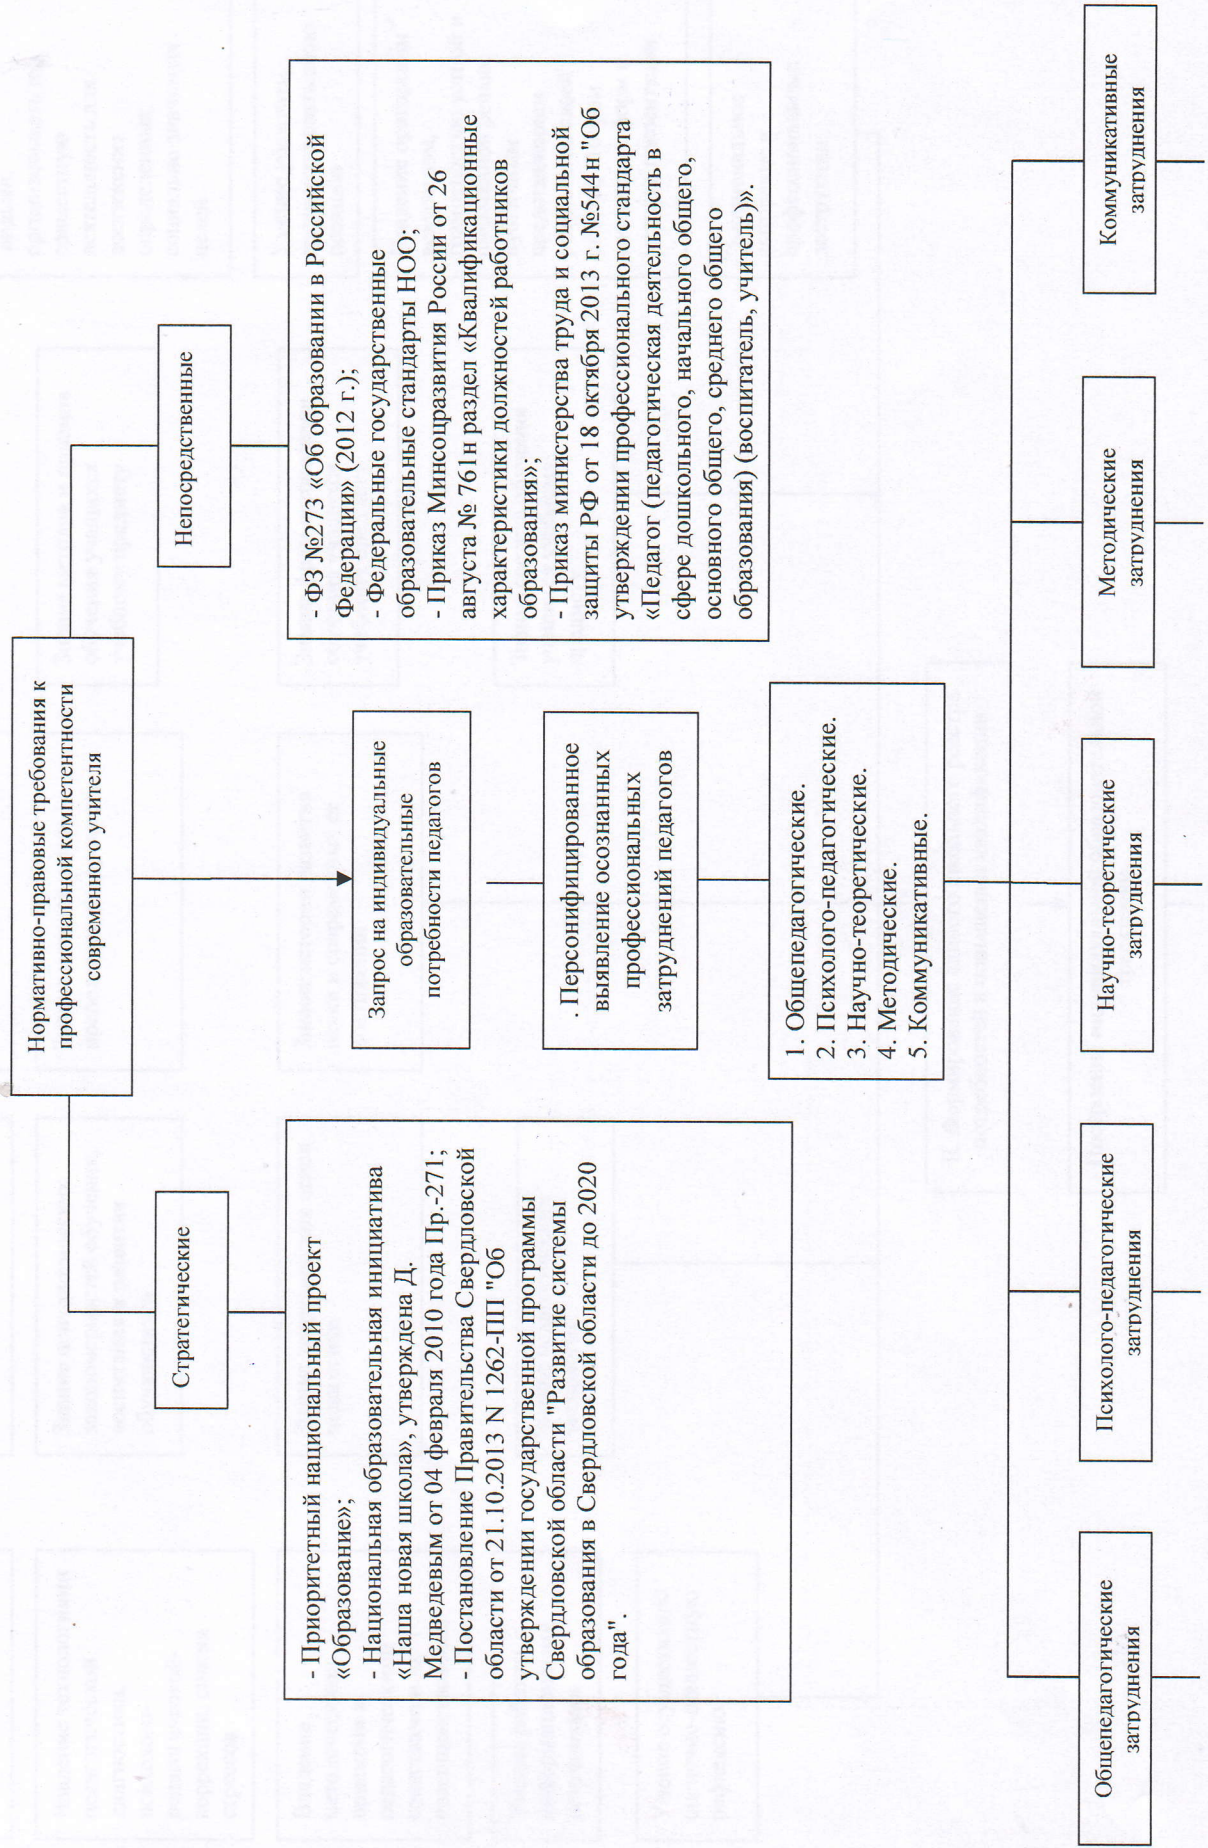 Нормативно-правовые требования к
профессиональной компетентности
современного учителя
Стратегические
Непосредственные
- Приоритетный национальный проект
«Образование»;
- Национальная образовательная инициатива
«Наша новая школа», утверждена Д.
Медведевым от 04 февраля 2010 года Пр.-271;
- Постановление Правительства Свердловской
области от 21.10.2013 N 1262-ПП "Об
утверждении государственной программы
Свердловской области "Развитие системы
образования в Свердловской области до 2020
года".
Запрос на индивидуальные
образовательные
потребности педагогов
- ФЗ №273 «Об образовании в Российской
Федерации» (2012 г.);
- Федеральные государственные
образовательные стандарты НОО;
- Приказ Минсоцразвития России от 26
августа № 761н раздел «Квалификационные
характеристики должностей работников
образования»;
- Приказ министерства труда и социальной
защиты РФ от 18 октября 2013 г. №544н "Об
утверждении профессионального стандарта
«Педагог (педагогическая деятельность в
сфере дошкольного, начального общего,
основного общего, среднего общего
образования) (воспитатель, учитель)».
. Персонифицированное
выявление осознанных
профессиональных
затруднений педагогов
1. Общепедагогические.
2. Психолого-педагогические.
3. Научно-теоретические.
4. Методические.
5. Коммуникативные.
Общепедагогические
затруднения
Психолого-педагогические
затруднения
Научно-теоретические
затруднения
Методические
затруднения
Коммуникативные
затруднения